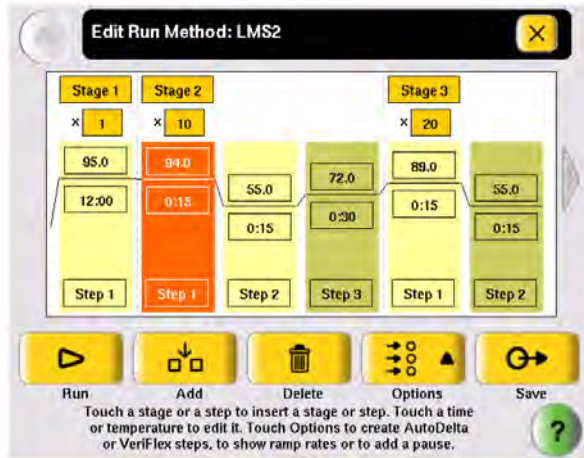 Edit Run Method: LMS2
Stage 1 Stage 2 Stage 3
× 1 × 10 × 20
95.0 94.0 55.0 72.0 89.0 55.0
12:00 0:15 0:15 0:30 0:15 0:15
Step 1 Step 1 Step 2 Step 3 Step 1 Step 2
Run Add Delete Options Save
Touch a stage or a step to insert a stage or step. Touch a time
or temperature to edit it. Touch Options to create AutoDelta
or VeriFlex steps, to show ramp rates or to add a pause.
?